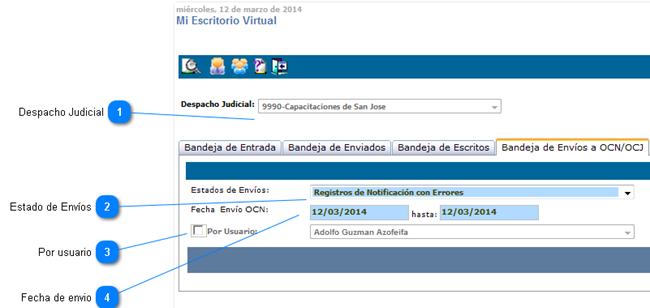 miércoles, 12 de marzo de 2014
Mi Escritorio Virtual
Despacho Judicial 1
Despacho Judicial: 9990-Capacitaciones de San Jose
Bandeja de Entrada Bandeja de Enviados Bandeja de Escritos Bandeja de Envíos a OCN/OCJ
Estados de Envíos: Registros de Notificación con Errores
Estado de Envíos 2
Fecha Envío OCN: 12/03/2014 hasta: 12/03/2014
Por Usuario: Adolfo Guzman Azofeifa
Por usuario 3
Fecha de envio 4